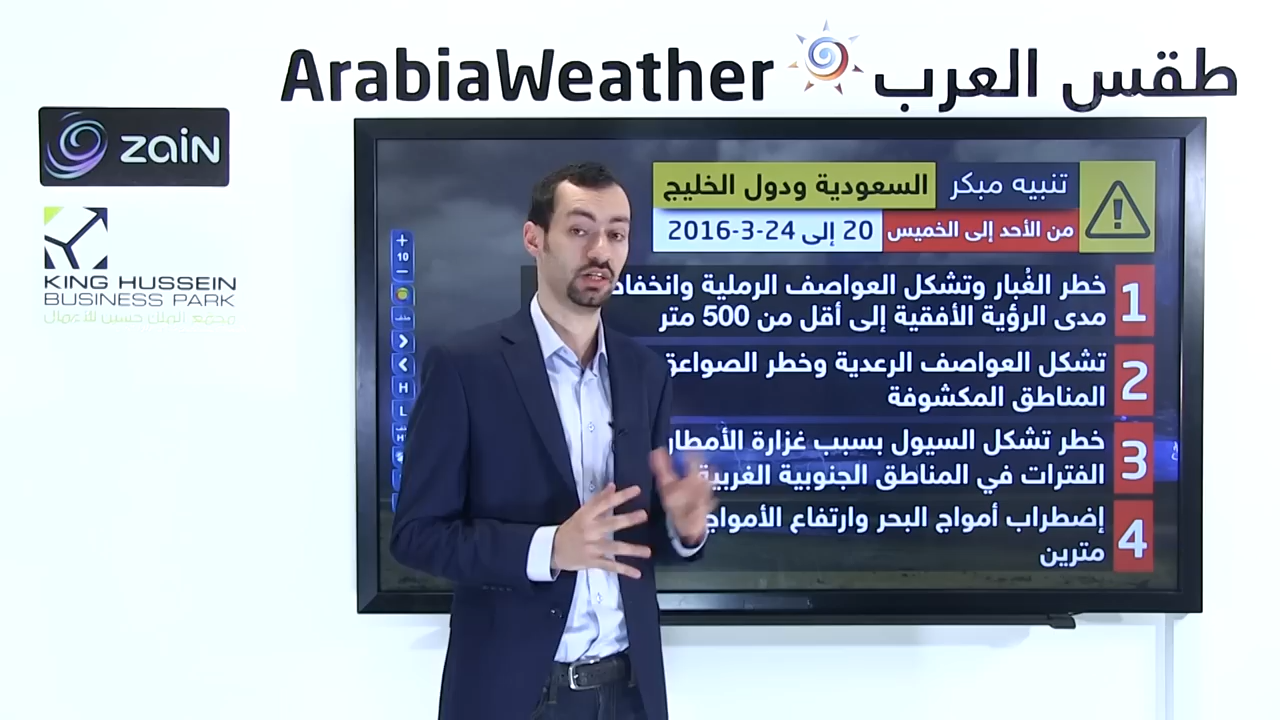 ArabiaWeather طقس العرب
zain
KING HUSSEIN
BUSINESS PARK
مجمع الملك حسين للأعمال
تنبيه مبكر السعودية ودول الخليج
من الأحد إلى الخميس 20 إلى 24-3-2016
1 خطر الغُبار وتشكل العواصف الرملية وانخفاض
مدى الرؤية الأفقية إلى أقل من 500 متر
2 تشكل العواصف الرعدية وخطر الصواعق
المناطق المكشوفة
3 خطر تشكل السيول بسبب غزارة الأمطار
الفترات في المناطق الجنوبية الغربية
4 إضطراب أمواج البحر وارتفاع الأمواج
مترين
+
10
−
>
<
H
L
H